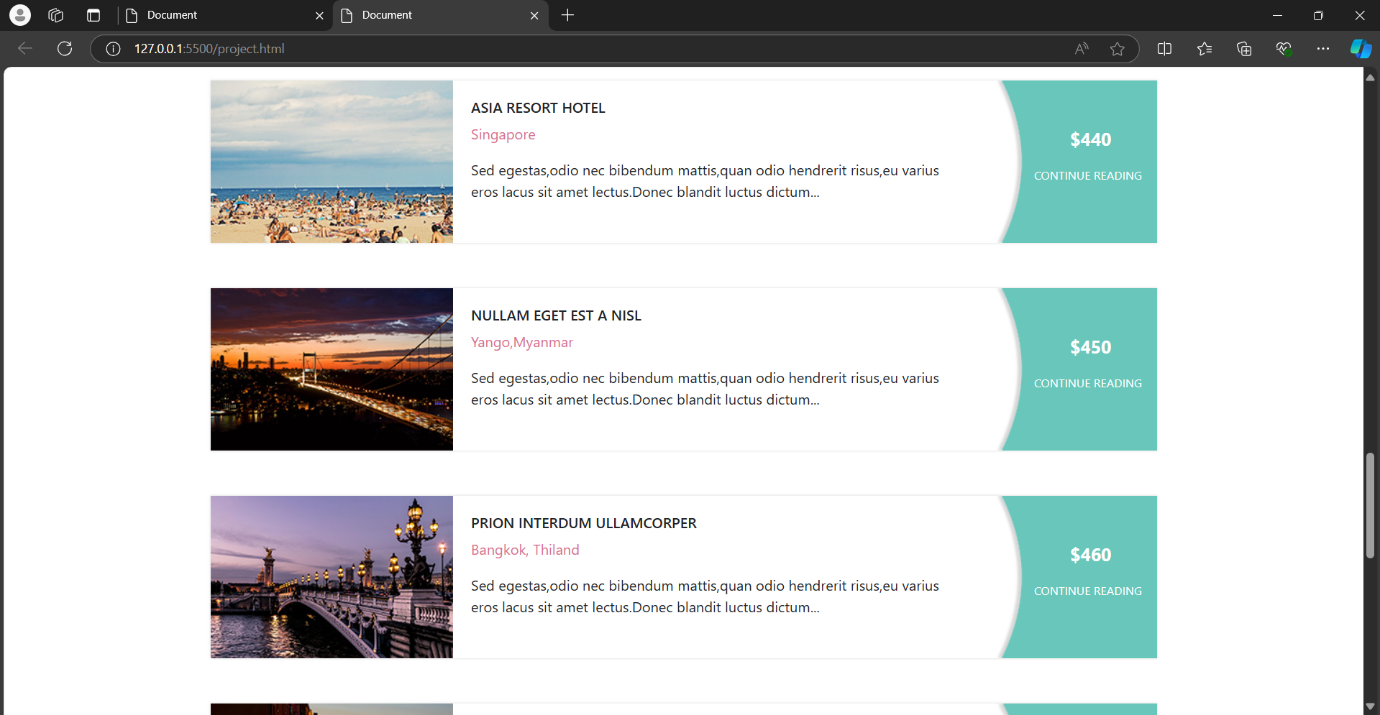 Document
Document
127.0.0.1:5500/project.html
ASIA RESORT HOTEL
Singapore
Sed egestas,odio nec bibendum mattis,quan odio hendrerit risus,eu varius
eros lacus sit amet lectus.Donec blandit luctus dictum...
$440
CONTINUE READING
NULLAM EGET EST A NISL
Yango,Myanmar
Sed egestas,odio nec bibendum mattis,quan odio hendrerit risus,eu varius
eros lacus sit amet lectus.Donec blandit luctus dictum...
$450
CONTINUE READING
PRION INTERDUM ULLAMCORPER
Bangkok, Thiland
Sed egestas,odio nec bibendum mattis,quan odio hendrerit risus,eu varius
eros lacus sit amet lectus.Donec blandit luctus dictum...
$460
CONTINUE READING